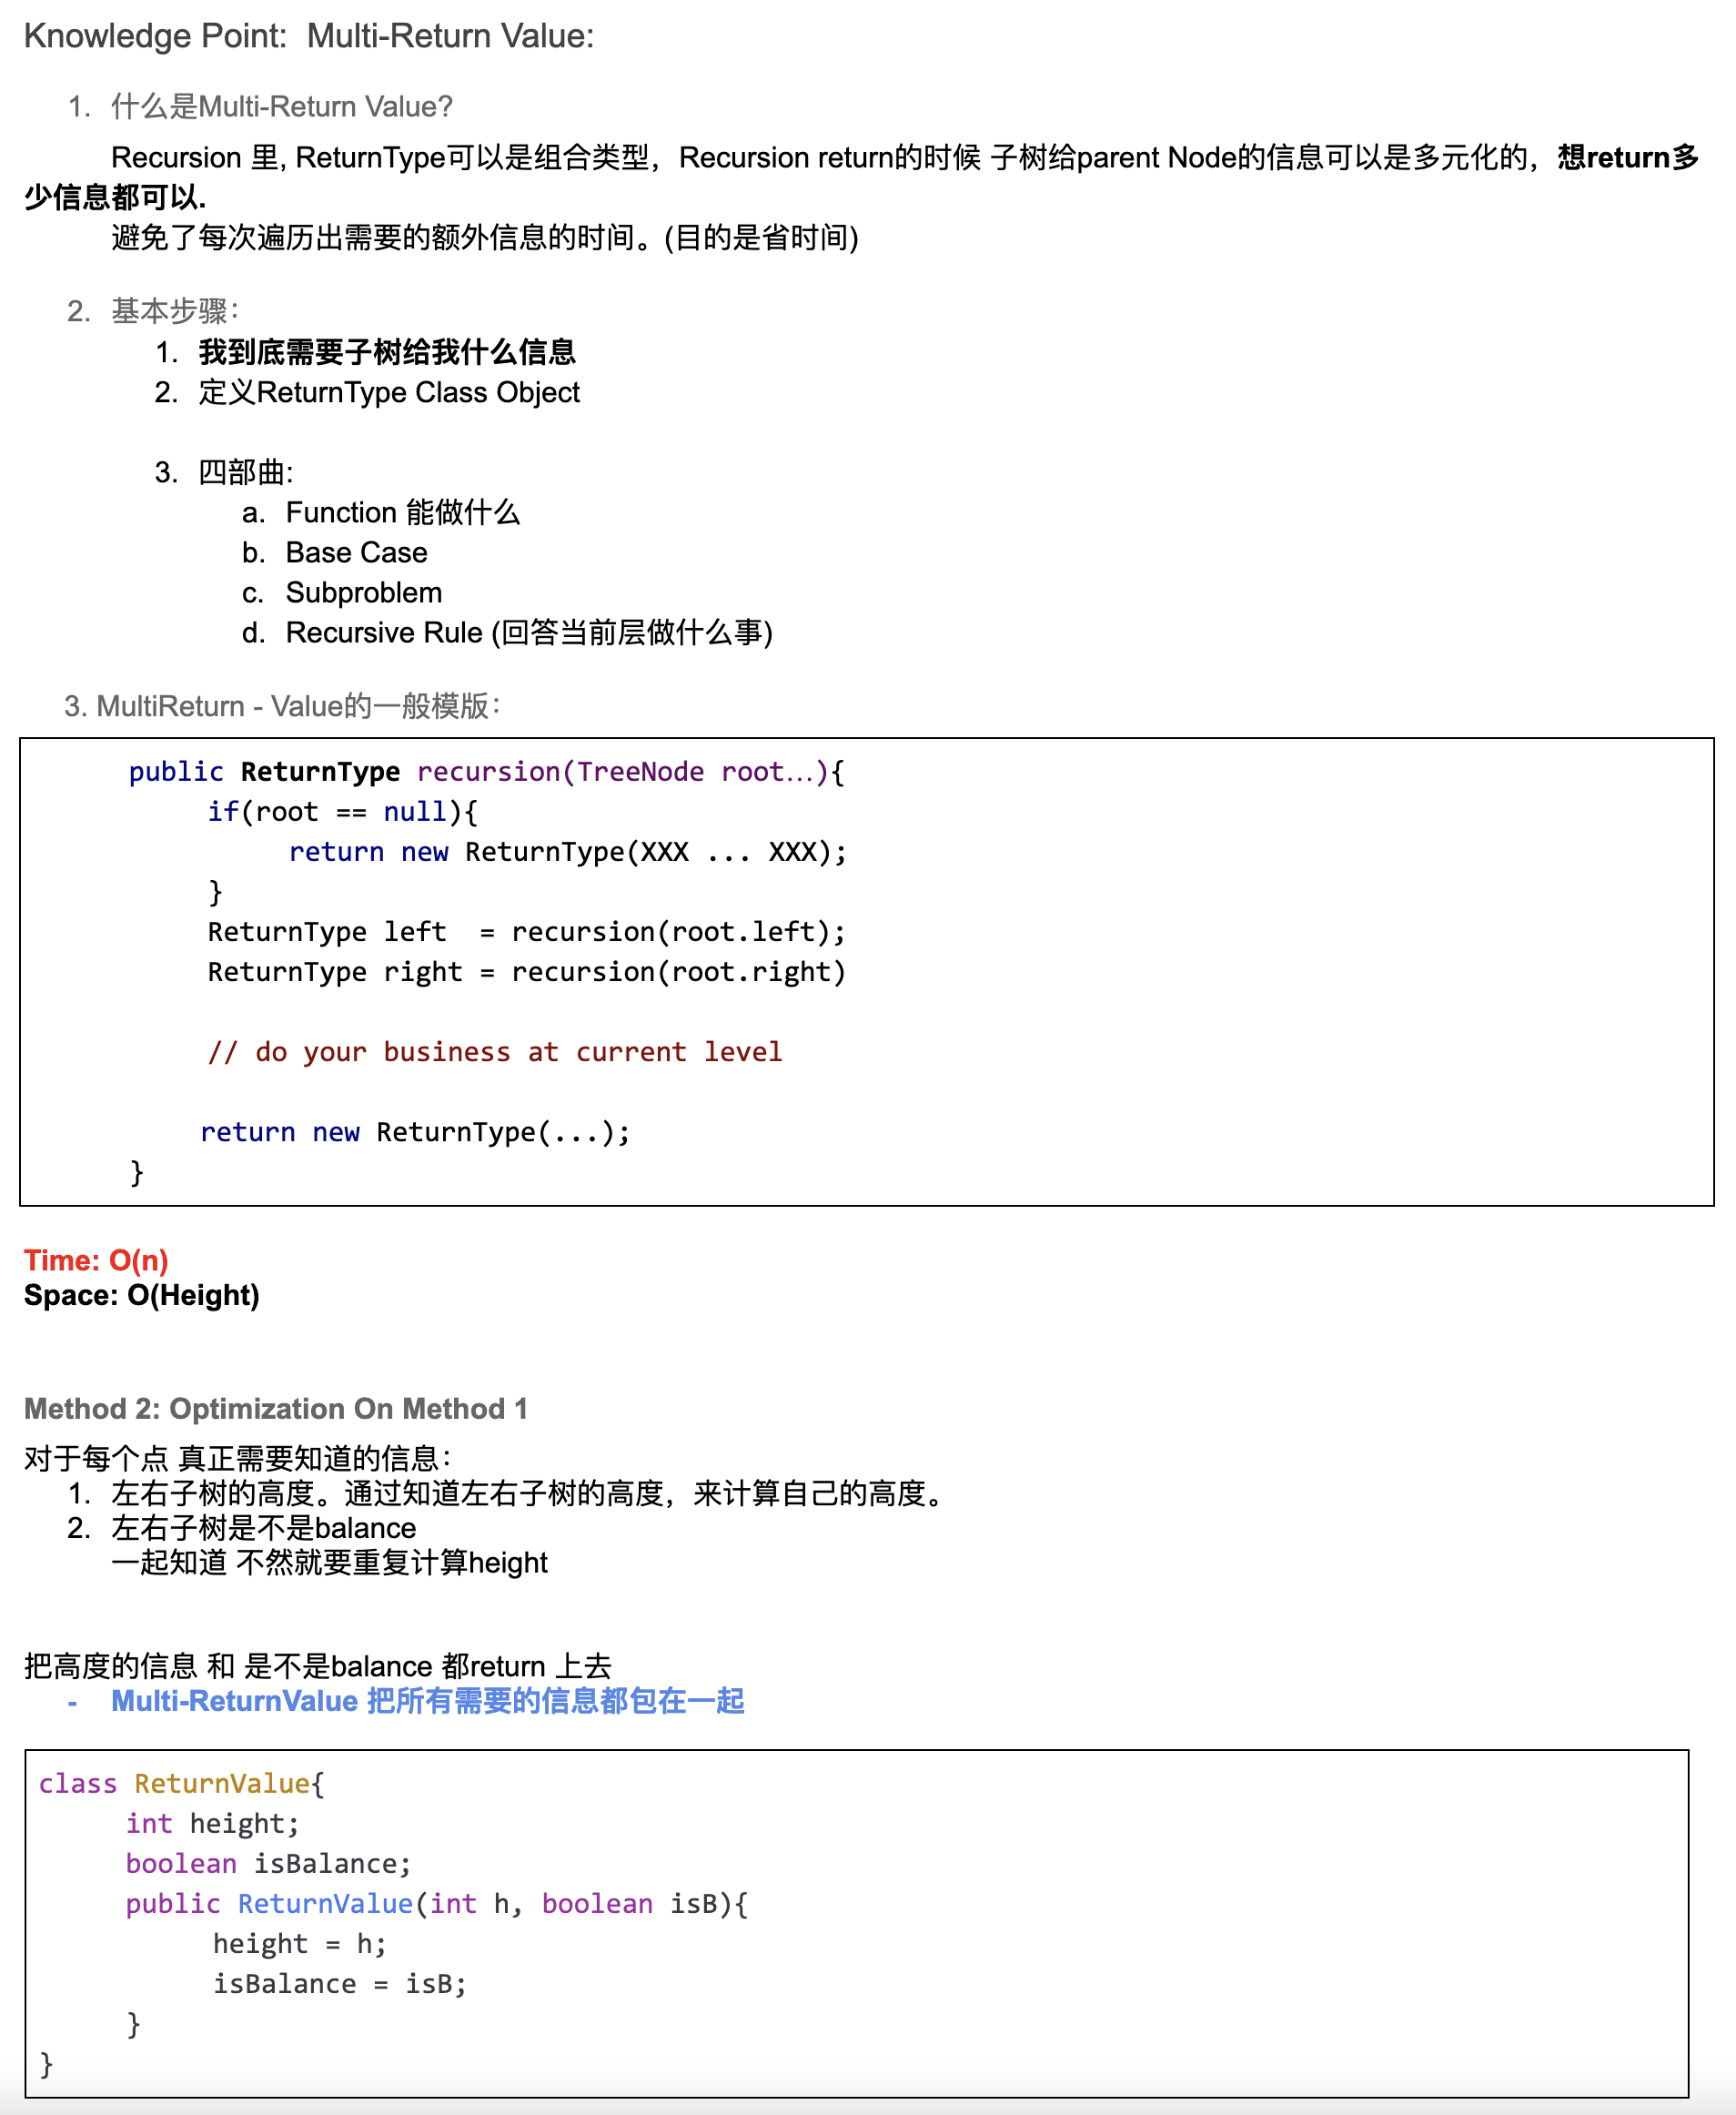 Knowledge Point:  Multi-Return Value:
1. 什么是Multi-Return Value?
Recursion 里, ReturnType可以是组合类型，Recursion return的时候 子树给parent Node的信息可以是多元化的，想return多
少信息都可以.
避免了每次遍历出需要的额外信息的时间。(目的是省时间)
2. 基本步骤：
1. 我到底需要子树给我什么信息
2. 定义ReturnType Class Object
3. 四部曲:
a. Function 能做什么
b. Base Case
c. Subproblem
d. Recursive Rule (回答当前层做什么事)
3. MultiReturn - Value的一般模版：
public ReturnType recursion(TreeNode root…){
if(root == null){
return new ReturnType(XXX ... XXX);
}
ReturnType left  = recursion(root.left);
ReturnType right = recursion(root.right)
// do your business at current level
return new ReturnType(...);
}
Time: O(n)
Space: O(Height)
Method 2: Optimization On Method 1
对于每个点 真正需要知道的信息：
1. 左右子树的高度。通过知道左右子树的高度，来计算自己的高度。
2. 左右子树是不是balance
一起知道 不然就要重复计算height
把高度的信息 和 是不是balance 都return 上去
- Multi-ReturnValue 把所有需要的信息都包在一起
class ReturnValue{
int height;
boolean isBalance;
public ReturnValue(int h, boolean isB){
height = h;
isBalance = isB;
}
}